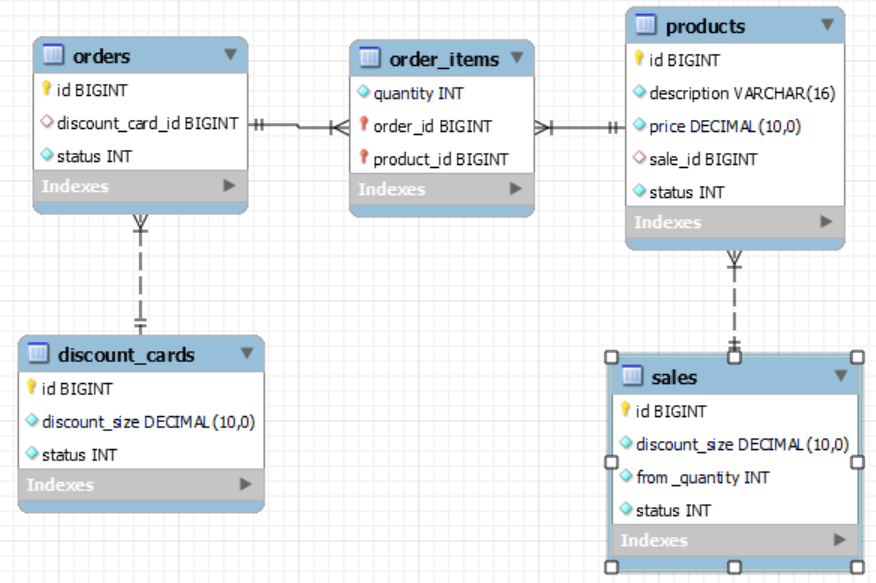 orders
id BIGINT
discount_card_id BIGINT
status INT
Indexes
order_items
quantity INT
order_id BIGINT
product_id BIGINT
Indexes
products
id BIGINT
description VARCHAR(16)
price DECIMAL(10,0)
sale_id BIGINT
status INT
Indexes
discount_cards
id BIGINT
discount_size DECIMAL(10,0)
status INT
Indexes
sales
id BIGINT
discount_size DECIMAL(10,0)
from _quantity INT
status INT
Indexes